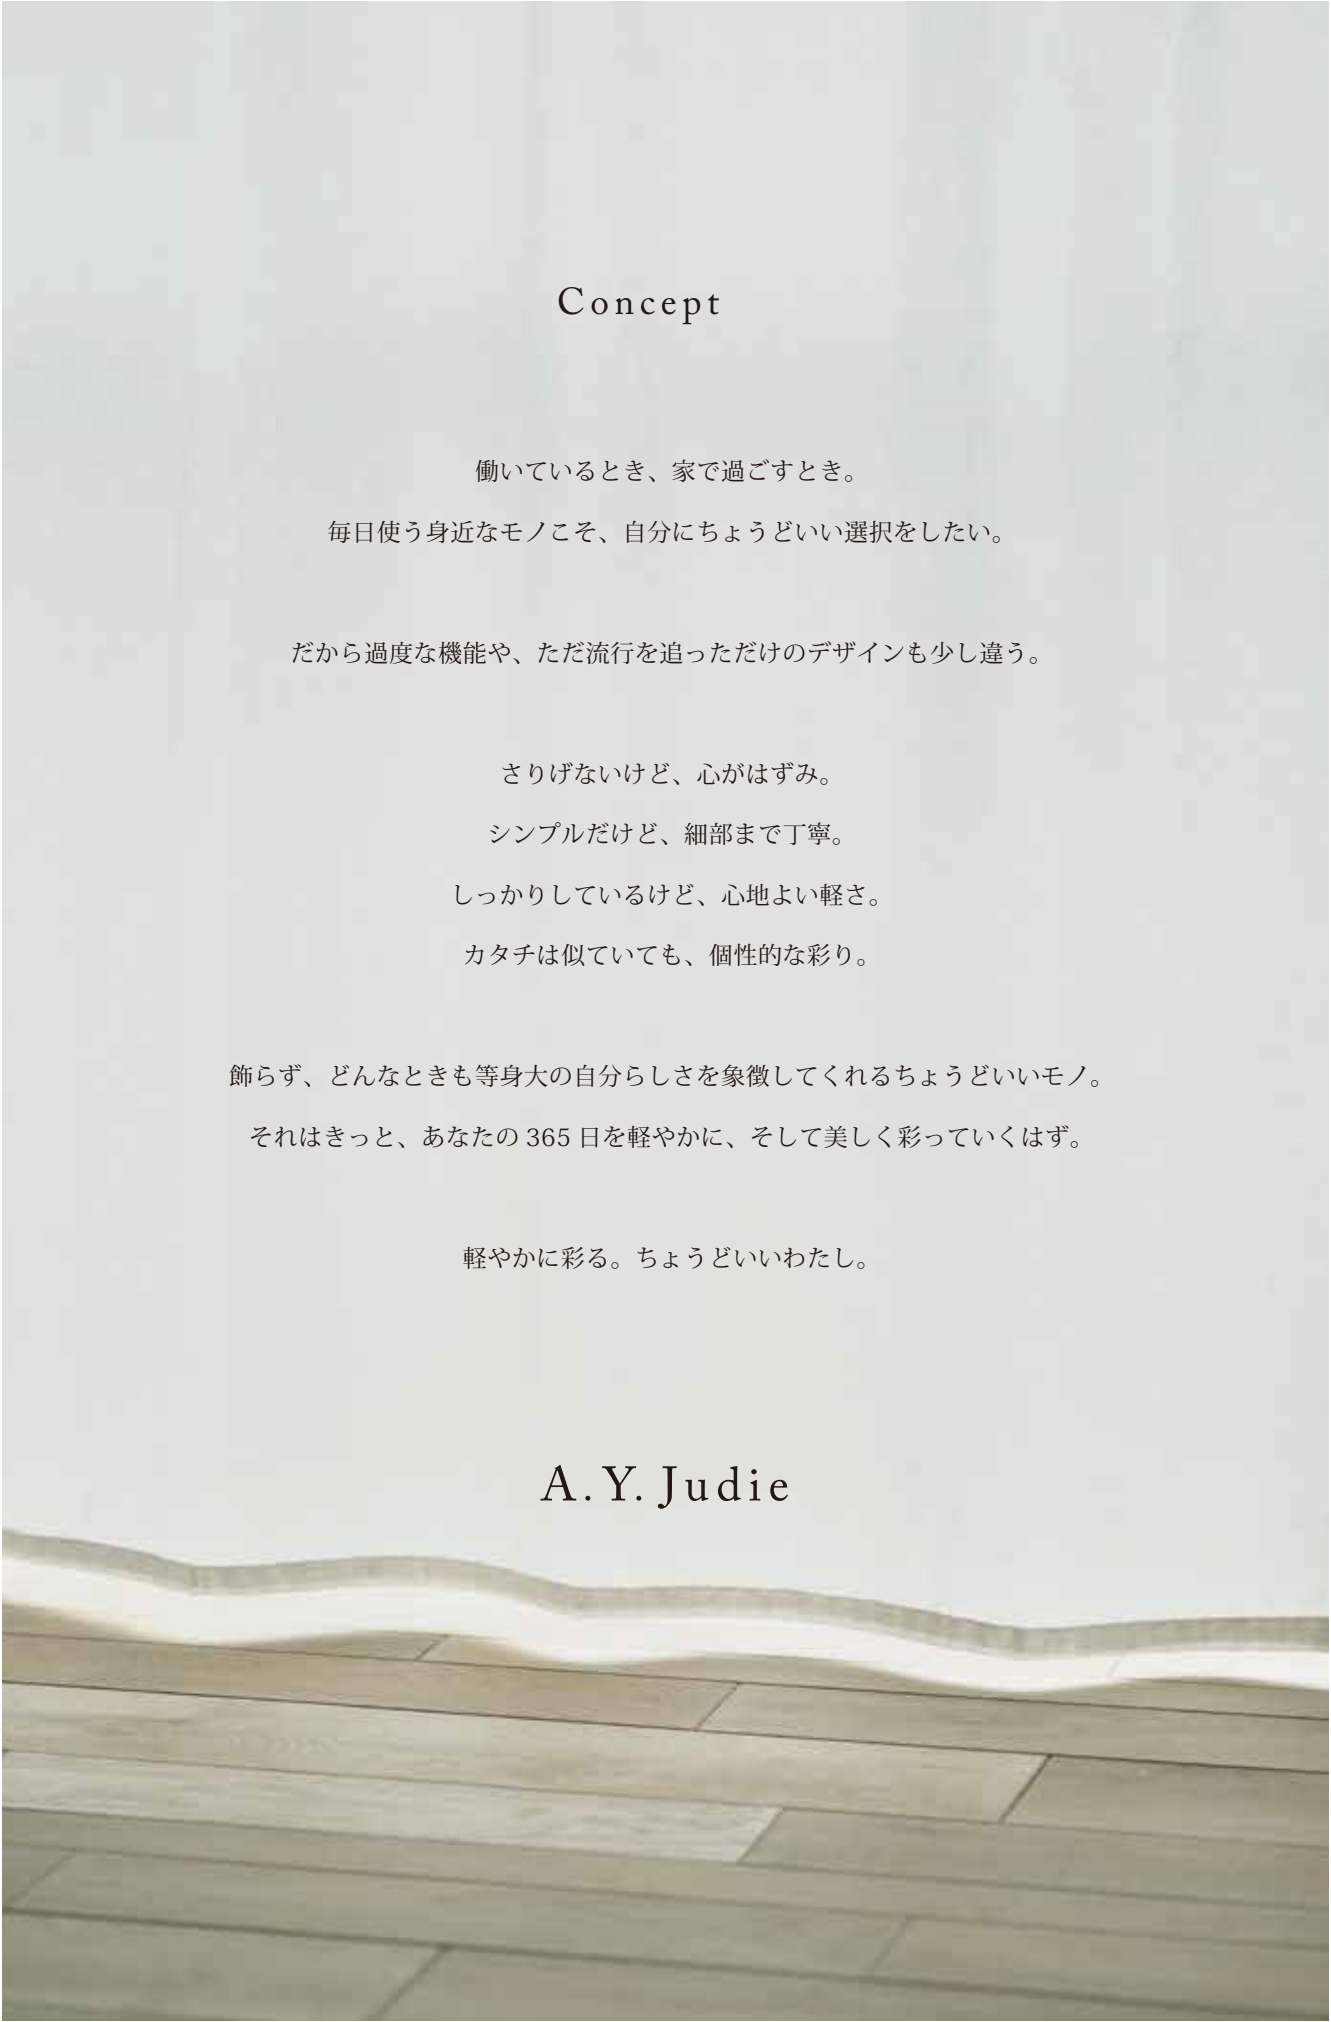 Concept
働いているとき、家で過ごすとき。
毎日使う身近なモノこそ、自分にちょうどいい選択をしたい。
だから過度な機能や、ただ流行を追っただけのデザインも少し違う。
さりげないけど、心がはずみ。
シンプルだけど、細部まで丁寧。
しっかりしているけど、心地よい軽さ。
カタチは似ていても、個性的な彩り。
飾らず、どんなときも等身大の自分らしさを象徴してくれるちょうどいいモノ。
それはきっと、あなたの 365 日を軽やかに、そして美しく彩っていくはず。
軽やかに彩る。ちょうどいいわたし。
A.Y. Judie